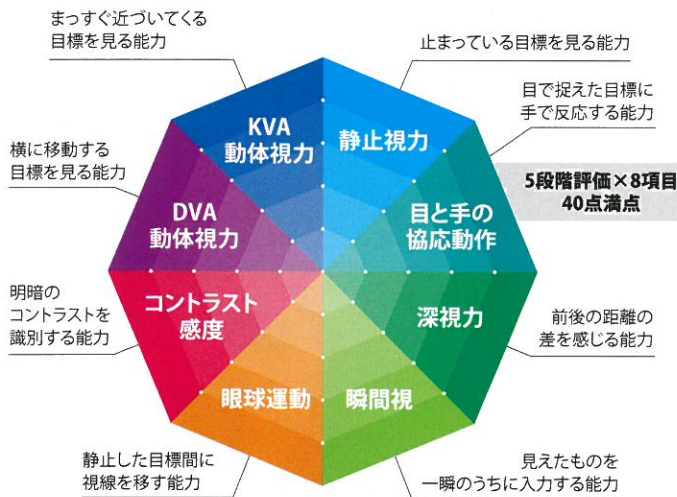 まっすぐ近づいてくる
目標を見る能力
止まっている目標を見る能力
目で捉えた目標に
手で反応する能力
横に移動する
目標を見る能力
KVA
動体視力
静止視力
5段階評価×8項目
40点満点
DVA
動体視力
目と手の
協応動作
明暗の
コントラストを
識別する能力
コントラスト
感度
深視力
前後の距離の
差を感じる能力
眼球運動
瞬間視
静止した目標間に
視線を移す能力
見えたものを
一瞬のうちに入力する能力